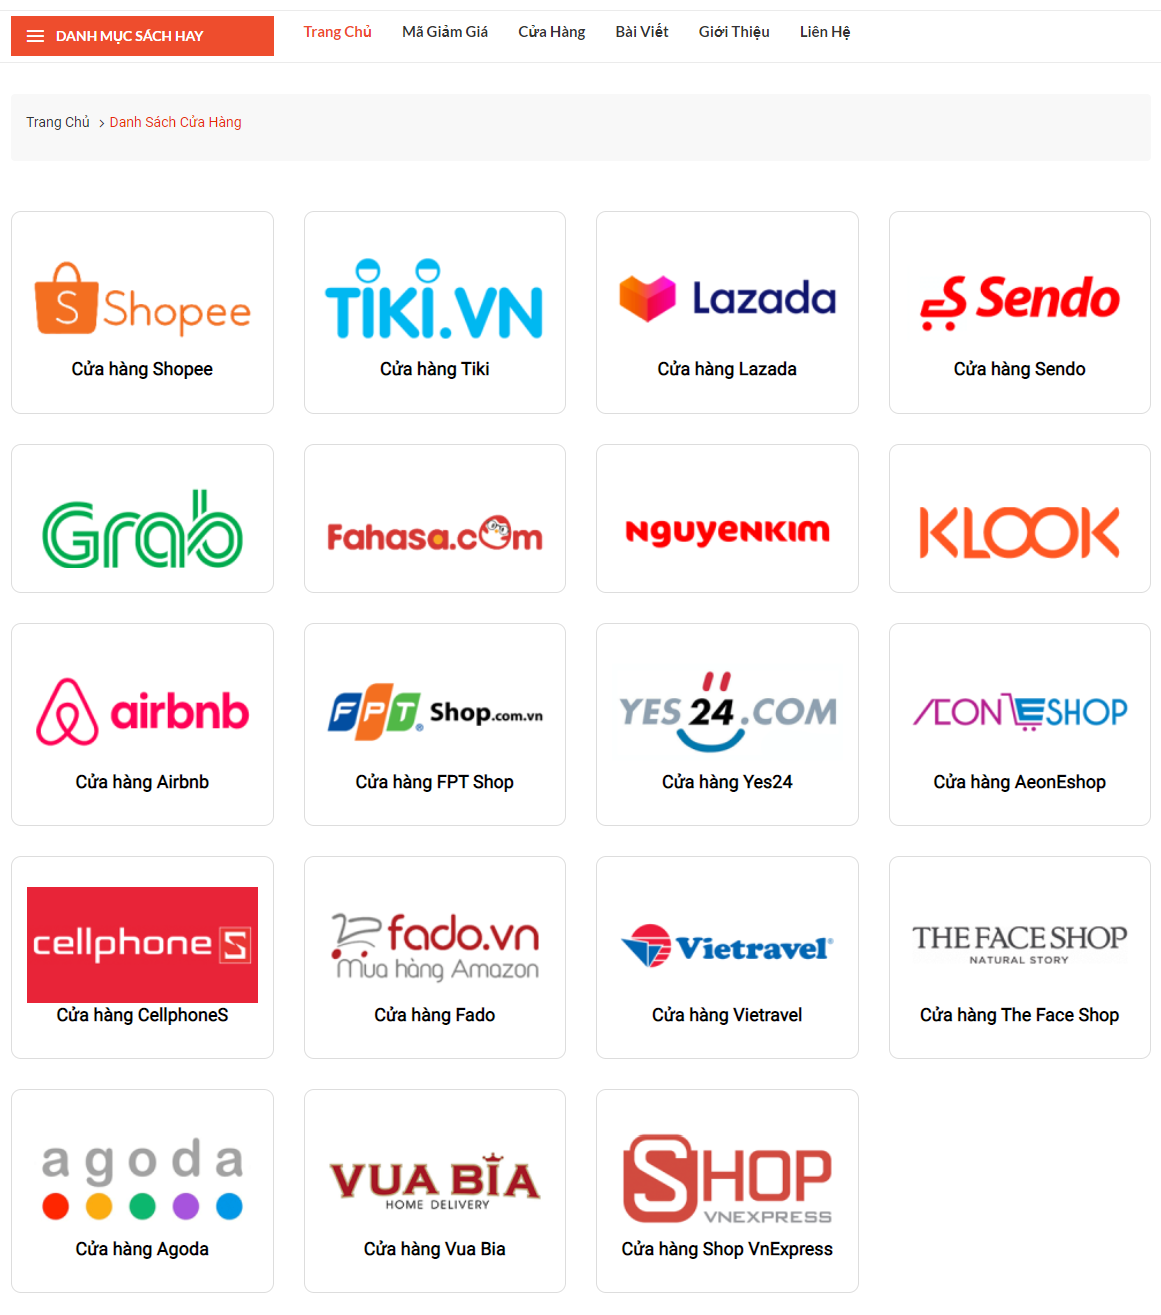 DANH MỤC SÁCH HAY
Trang Chủ
Mã Giảm Giá
Cửa Hàng
Bài Viết
Giới Thiệu
Liên Hệ
Trang Chủ > Danh Sách Cửa Hàng
S Shopee
Cửa hàng Shopee
TIKI.VN
Cửa hàng Tiki
Lazada
Cửa hàng Lazada
S Sendo
Cửa hàng Sendo
Grab
Fahasa.com
NGUYENKIM
KLOOK
airbnb
Cửa hàng Airbnb
FPT® Shop.com.vn
Cửa hàng FPT Shop
YES24.COM
Cửa hàng Yes24
ÆON ESHOP
Cửa hàng AeonEshop
cellphone S
Cửa hàng CellphoneS
fado.vn
Mua hàng Amazon
Cửa hàng Fado
Vietravel®
Cửa hàng Vietravel
THE FACE SHOP
NATURAL STORY
Cửa hàng The Face Shop
agoda
Cửa hàng Agoda
VUA BIA
HOME DELIVERY
Cửa hàng Vua Bia
SHOP
VNEXPRESS
Cửa hàng Shop VnExpress